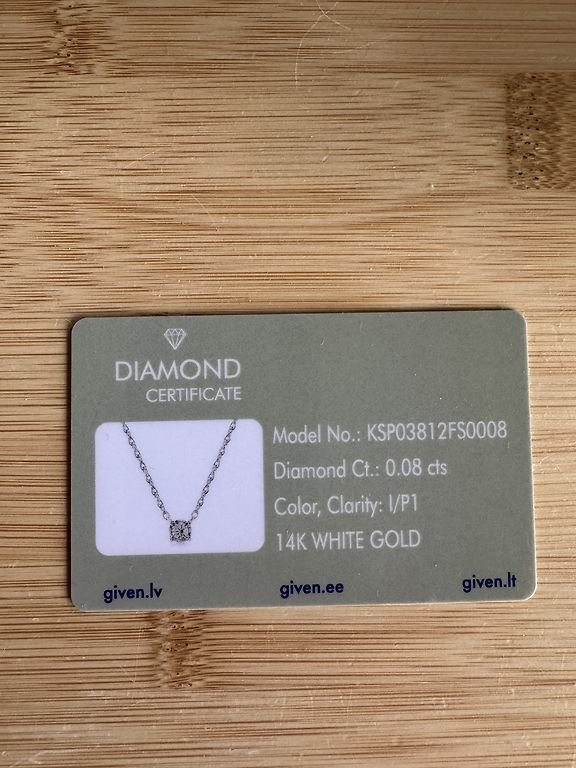 DIAMOND
CERTIFICATE
Model No.: KSP03812FS0008
Diamond Ct.: 0.08 cts
Color, Clarity: I/P1
14K WHITE GOLD
given.lv given.ee given.lt